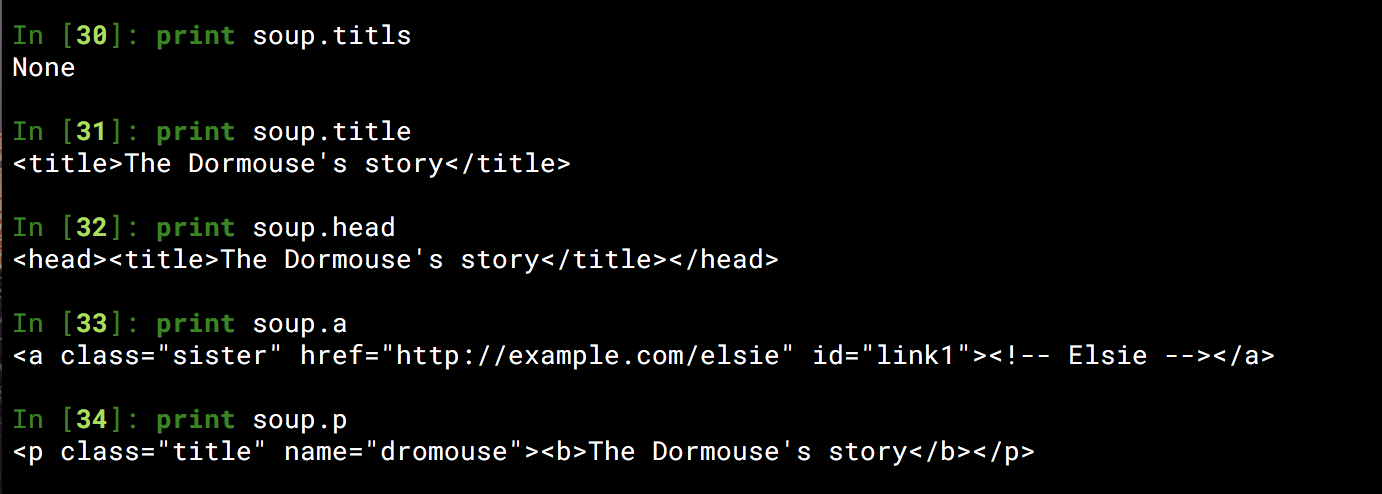 In [30]: print soup.titls
None
In [31]: print soup.title
<title>The Dormouse's story</title>
In [32]: print soup.head
<head><title>The Dormouse's story</title></head>
In [33]: print soup.a
<a class="sister" href="http://example.com/elsie" id="link1"><!-- Elsie --></a>
In [34]: print soup.p
<p class="title" name="dromouse"><b>The Dormouse's story</b></p>